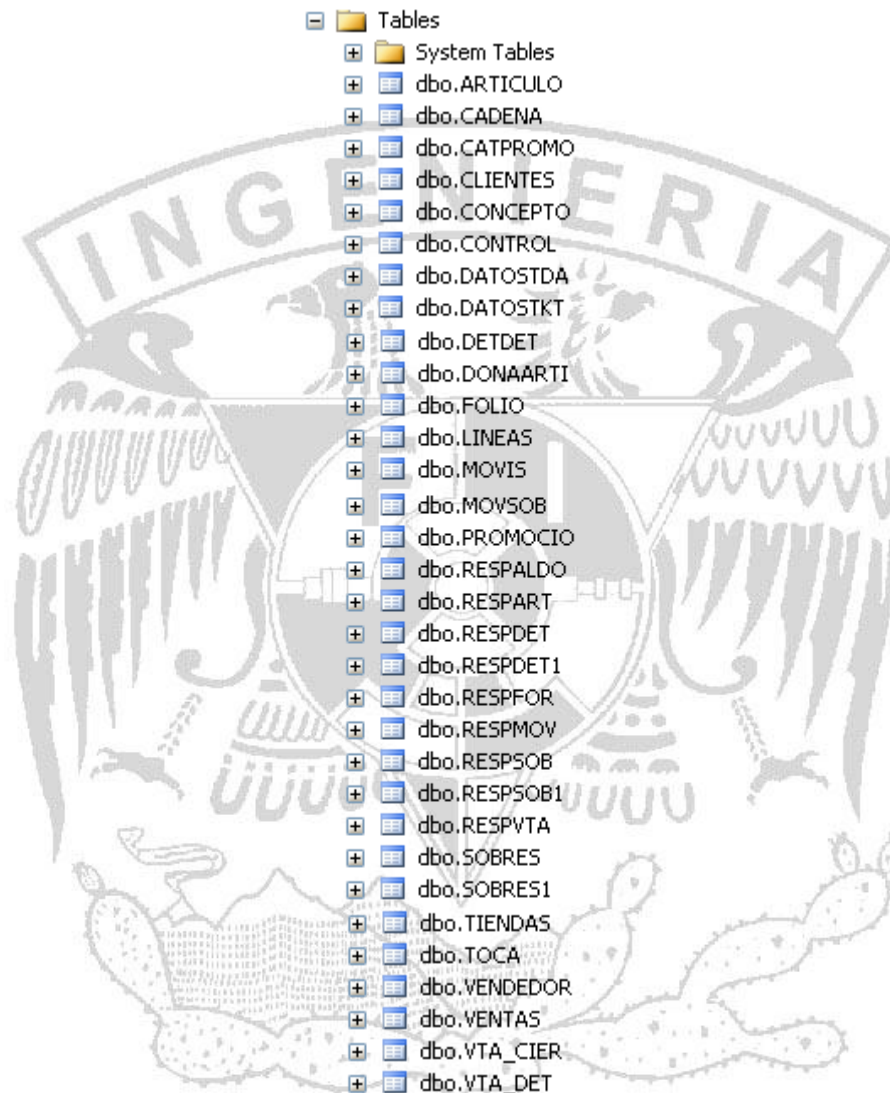 Tables
System Tables
dbo.ARTICULO
dbo.CADENA
dbo.CATPROMO
dbo.CLIENTES
dbo.CONCEPTO
dbo.CONTROL
dbo.DATOSTDA
dbo.DATOSTKT
dbo.DETDET
dbo.DONAARTI
dbo.FOLIO
dbo.LINEAS
dbo.MOVIS
dbo.MOVSOB
dbo.PROMOCIO
dbo.RESPALDO
dbo.RESPART
dbo.RESPDET
dbo.RESPDET1
dbo.RESPFOR
dbo.RESPMOV
dbo.RESPSOB
dbo.RESPSOB1
dbo.RESPVTA
dbo.SOBRES
dbo.SOBRES1
dbo.TIENDAS
dbo.TOCA
dbo.VENDEDOR
dbo.VENTAS
dbo.VTA_CIER
dbo.VTA_DET
INGENIERIA